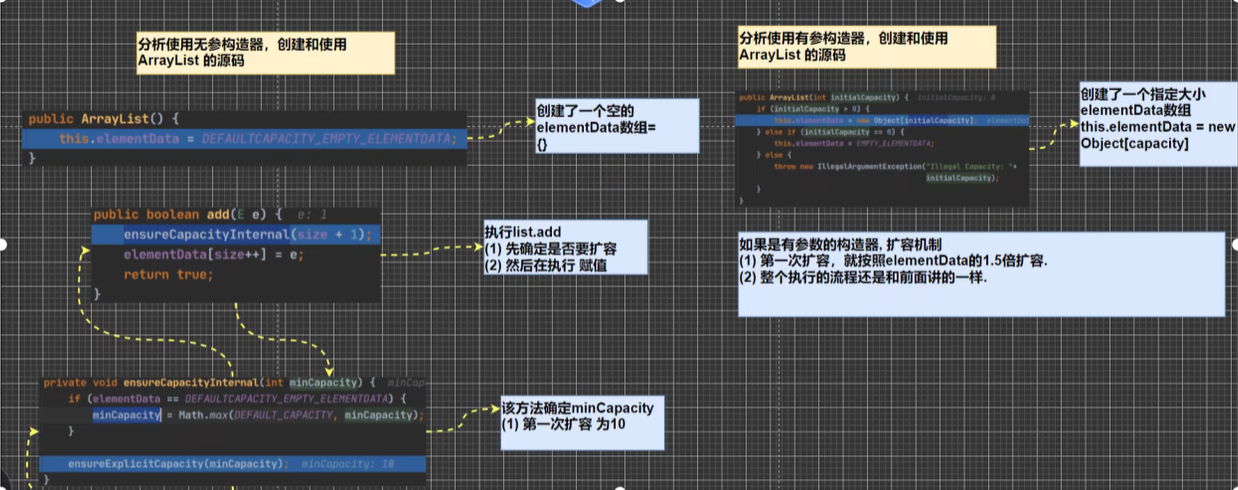 分析使用无参构造器，创建和使用
ArrayList 的源码
public ArrayList() {
this.elementData = DEFAULTCAPACITY_EMPTY_ELEMENTDATA;
}
创建了一个空的
elementData数组=
{}
public boolean add(E e) { e: 1
ensureCapacityInternal(size + 1);
elementData[size++] = e;
return true;
}
执行list.add
(1) 先确定是否要扩容
(2) 然后在执行 赋值
private void ensureCapacityInternal(int minCapacity) { minCap
if (elementData == DEFAULTCAPACITY_EMPTY_ELEMENTDATA) {
minCapacity = Math.max(DEFAULT_CAPACITY, minCapacity);
}
ensureExplicitCapacity(minCapacity); minCapacity: 10
}
该方法确定minCapacity
(1) 第一次扩容 为10
分析使用有参构造器，创建和使用
ArrayList 的源码
public ArrayList(int initialCapacity) { initialCapacity: 8
if (initialCapacity > 0) {
this.elementData = new Object[initialCapacity]; elementDat
} else if (initialCapacity == 0) {
this.elementData = EMPTY_ELEMENTDATA;
} else {
throw new IllegalArgumentException("Illegal Capacity: "+
initialCapacity);
}
}
创建了一个指定大小
elementData数组
this.elementData = new
Object[capacity]
如果是有参数的构造器, 扩容机制
(1) 第一次扩容，就按照elementData的1.5倍扩容.
(2) 整个执行的流程还是和前面讲的一样.